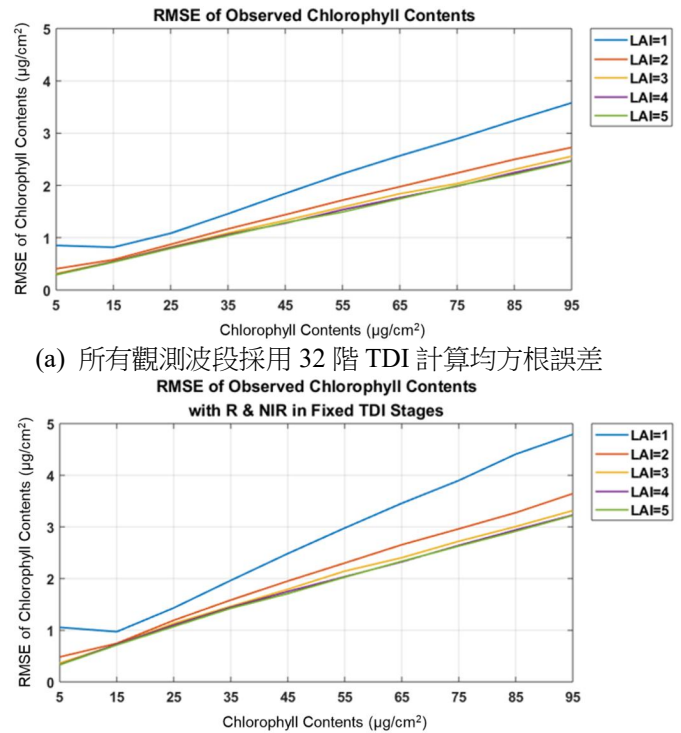 RMSE of Observed Chlorophyll Contents
RMSE of Chlorophyll Contents (µg/cm²)
5
4
3
2
1
0
5 15 25 35 45 55 65 75 85 95
Chlorophyll Contents (µg/cm²)
LAI=1
LAI=2
LAI=3
LAI=4
LAI=5
(a) 所有觀測波段採用 32 階 TDI 計算均方根誤差
RMSE of Observed Chlorophyll Contents
with R & NIR in Fixed TDI Stages
RMSE of Chlorophyll Contents (µg/cm²)
5
4
3
2
1
0
5 15 25 35 45 55 65 75 85 95
Chlorophyll Contents (µg/cm²)
LAI=1
LAI=2
LAI=3
LAI=4
LAI=5